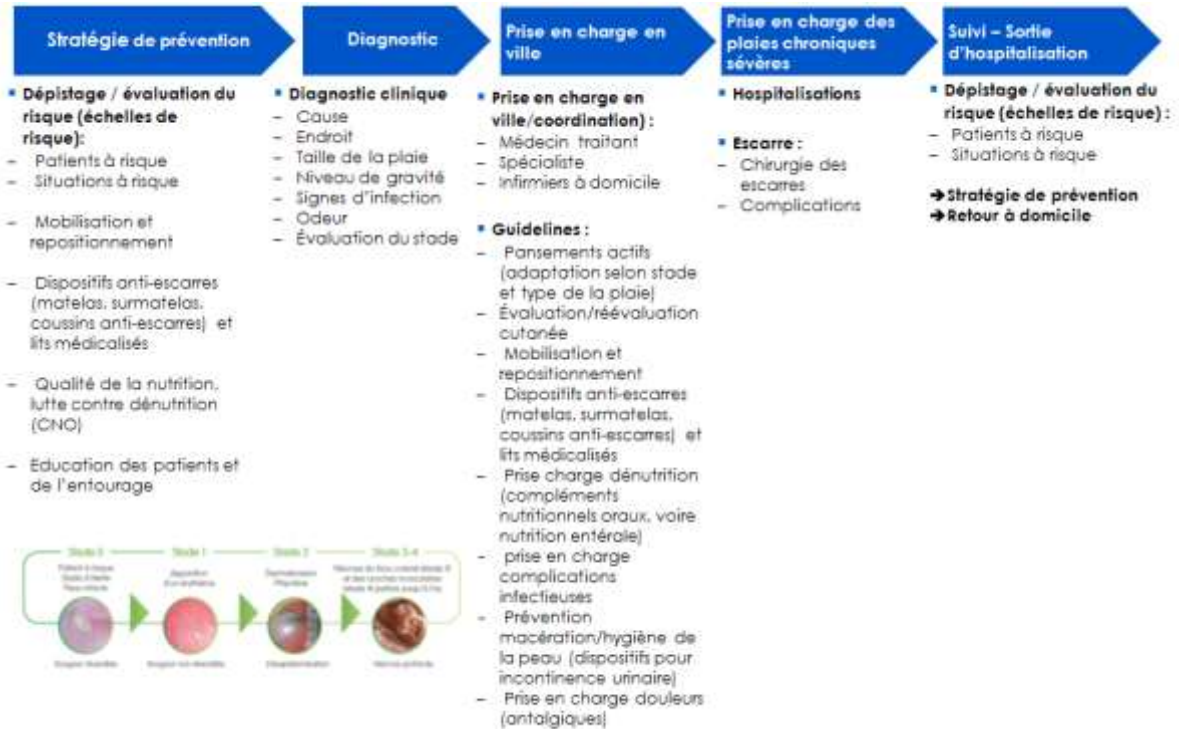 Stratégie de prévention
Diagnostic
Prise en charge en
ville
Prise en charge des
plaies chroniques
sévères
Suivi – Sortie
d'hospitalisation
▪ Dépistage / évaluation du
risque (échelles de
risque):
– Patients à risque
– Situations à risque
– Mobilisation et
repositionnement
– Dispositifs anti-escarres
(matelas, surmatelas,
coussins anti-escarres) et
lits médicalisés
– Qualité de la nutrition,
lutte contre dénutrition
(CNO)
– Education des patients et
de l'entourage
▪ Diagnostic clinique
– Cause
– Endroit
– Taille de la plaie
– Niveau de gravité
– Signes d'infection
– Odeur
– Évaluation du stade
▪ Prise en charge en
ville/coordination) :
– Médecin traitant
– Spécialiste
– Infirmiers à domicile
▪ Guidelines :
– Pansements actifs
(adaptation selon stade
et type de la plaie)
– Évaluation/réévaluation
cutanée
– Mobilisation et
repositionnement
– Dispositifs anti-escarres
(matelas, surmatelas,
coussins anti-escarres) et
lits médicalisés
– Prise charge dénutrition
(compléments
nutritionnels oraux, voire
nutrition entérale)
– prise en charge
complications
infectieuses
– Prévention
macération/hygiène de
la peau (dispositifs pour
incontinence urinaire)
– Prise en charge douleurs
(antalgiques)
▪ Hospitalisations
▪ Escarre :
– Chirurgie des
escarres
– Complications
▪ Dépistage / évaluation du
risque (échelles de risque) :
– Patients à risque
– Situations à risque
➔Stratégie de prévention
➔Retour à domicile
Stade 0
Stade 1
Stade 2
Stade 3-4